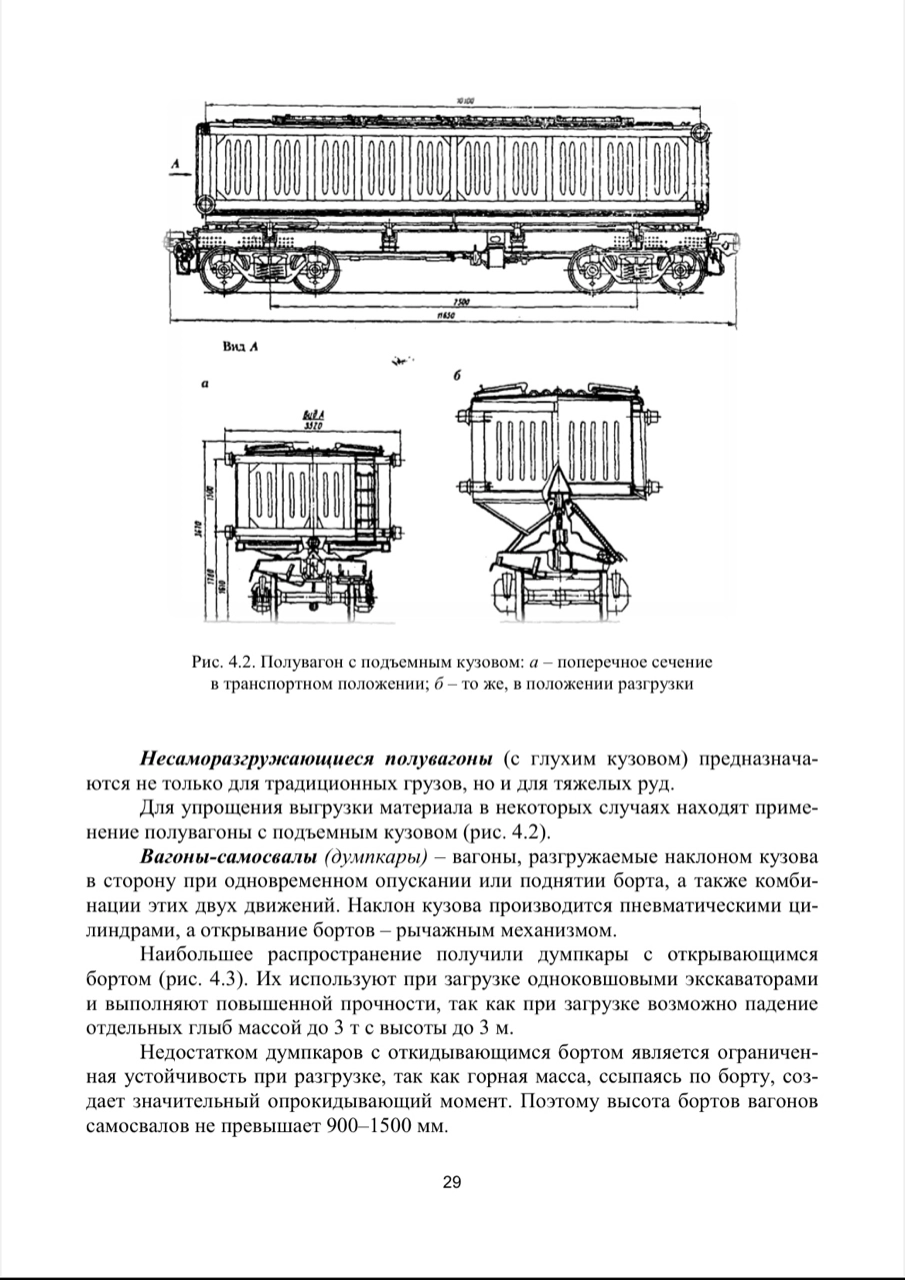 10100
А
7500
11650
Вид А
а
б
Вид А
3520
1500
Рис. 4.2. Полувагон с подъемным кузовом: а – поперечное сечение
в транспортном положении; б – то же, в положении разгрузки
Несаморазгружающиеся полувагоны (с глухим кузовом) предназнача-
ются не только для традиционных грузов, но и для тяжелых руд.
Для упрощения выгрузки материала в некоторых случаях находят приме-
нение полувагоны с подъемным кузовом (рис. 4.2).
Вагоны-самосвалы (думпкары) – вагоны, разгружаемые наклоном кузова
в сторону при одновременном опускании или поднятии борта, а также комби-
нации этих двух движений. Наклон кузова производится пневматическими ци-
линдрами, а открывание бортов – рычажным механизмом.
Наибольшее распространение получили думпкары с открывающимся
бортом (рис. 4.3). Их используют при загрузке одноковшовыми экскаваторами
и выполняют повышенной прочности, так как при загрузке возможно падение
отдельных глыб массой до 3 т с высоты до 3 м.
Недостатком думпкаров с откидывающимся бортом является ограничен-
ная устойчивость при разгрузке, так как горная масса, ссыпаясь по борту, соз-
дает значительный опрокидывающий момент. Поэтому высота бортов вагонов
самосвалов не превышает 900–1500 мм.
29